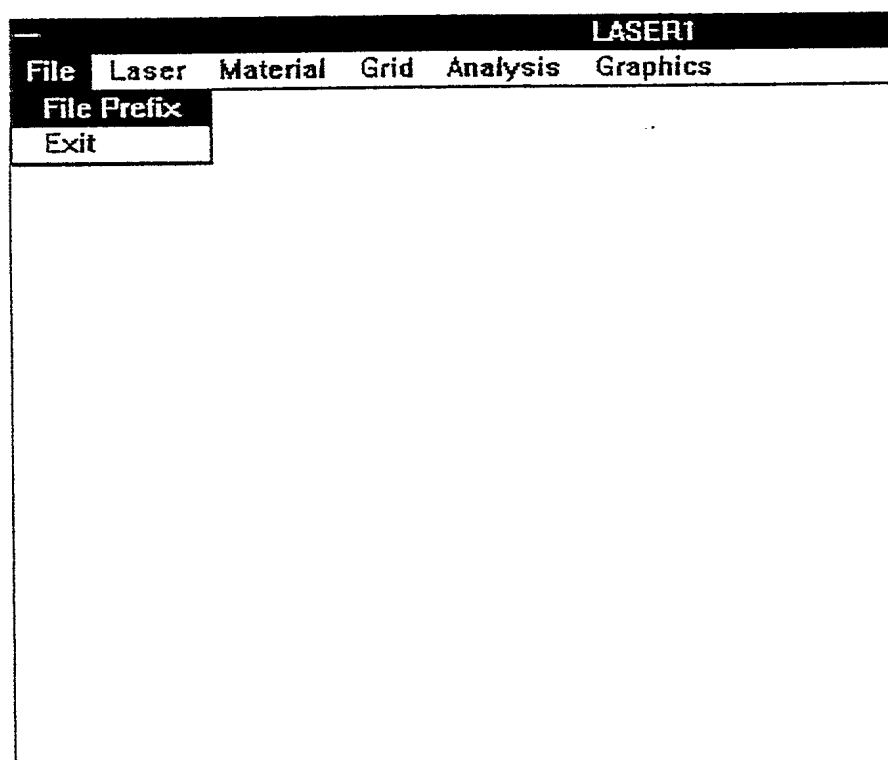 LASER1
File Laser Material Grid Analysis Graphics
File Prefix
Exit